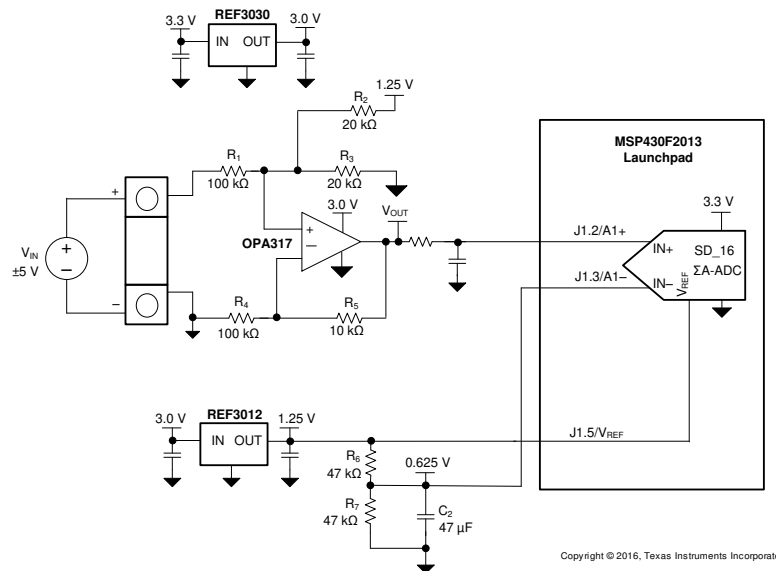 REF3030
3.3 V
3.0 V
IN OUT
1.25 V
R2
20 kΩ
R1
100 kΩ
R3
20 kΩ
MSP430F2013
Launchpad
3.3 V
+
3.0 V
+
OPA317
VOUT
J1.2/A1+
IN+
SD_16
ΣA-ADC
VIN
±5 V
+
–
–
J1.3/A1–
IN–
VREF
–
R4
100 kΩ
R5
10 kΩ
REF3012
3.0 V
1.25 V
IN OUT
J1.5/VREF
R6
47 kΩ
0.625 V
R7
47 kΩ
C2
47 µF
Copyright © 2016, Texas Instruments Incorporate